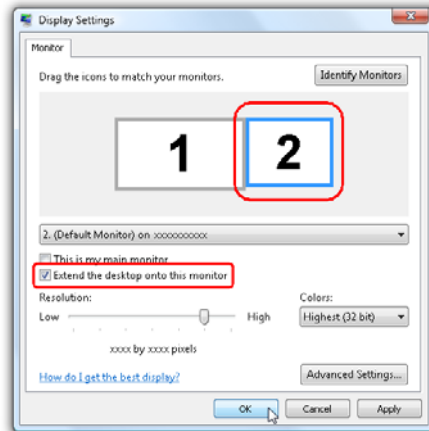 Display Settings
Monitor
Drag the icons to match your monitors.
Identify Monitors
1
2
2. (Default Monitor) on xxxxxxxxxx
This is my main monitor
Extend the desktop onto this monitor
Resolution:
Colors:
Low
High
Highest (32 bit)
xxxx by xxxx pixels
How do I get the best display?
Advanced Settings...
OK
Cancel
Apply